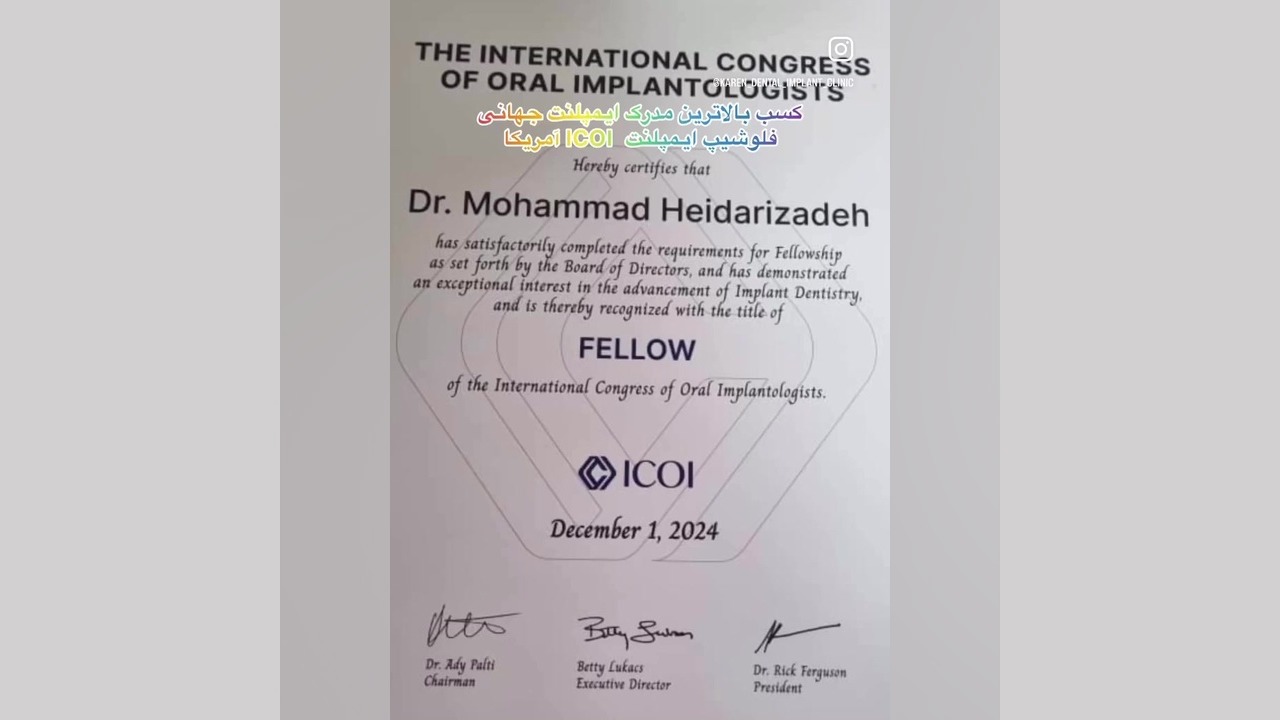 THE INTERNATIONAL CONGRESS
OF ORAL IMPLANTOLOGISTS
@KAREN_DENTAL_IMPLANT_CLINIC
کسب بالاترین مدرک ایمپلنت جهانی
فلوشیپ ایمپلنت ICOI آمریکا
Hereby certifies that
Dr. Mohammad Heidarizadeh
has satisfactorily completed the requirements for Fellowship
as set forth by the Board of Directors, and has demonstrated
an exceptional interest in the advancement of Implant Dentistry,
and is thereby recognized with the title of
FELLOW
of the International Congress of Oral Implantologists.
ICOI
December 1, 2024
Dr. Ady Palti
Chairman
Betty Lukacs
Executive Director
Dr. Rick Ferguson
President